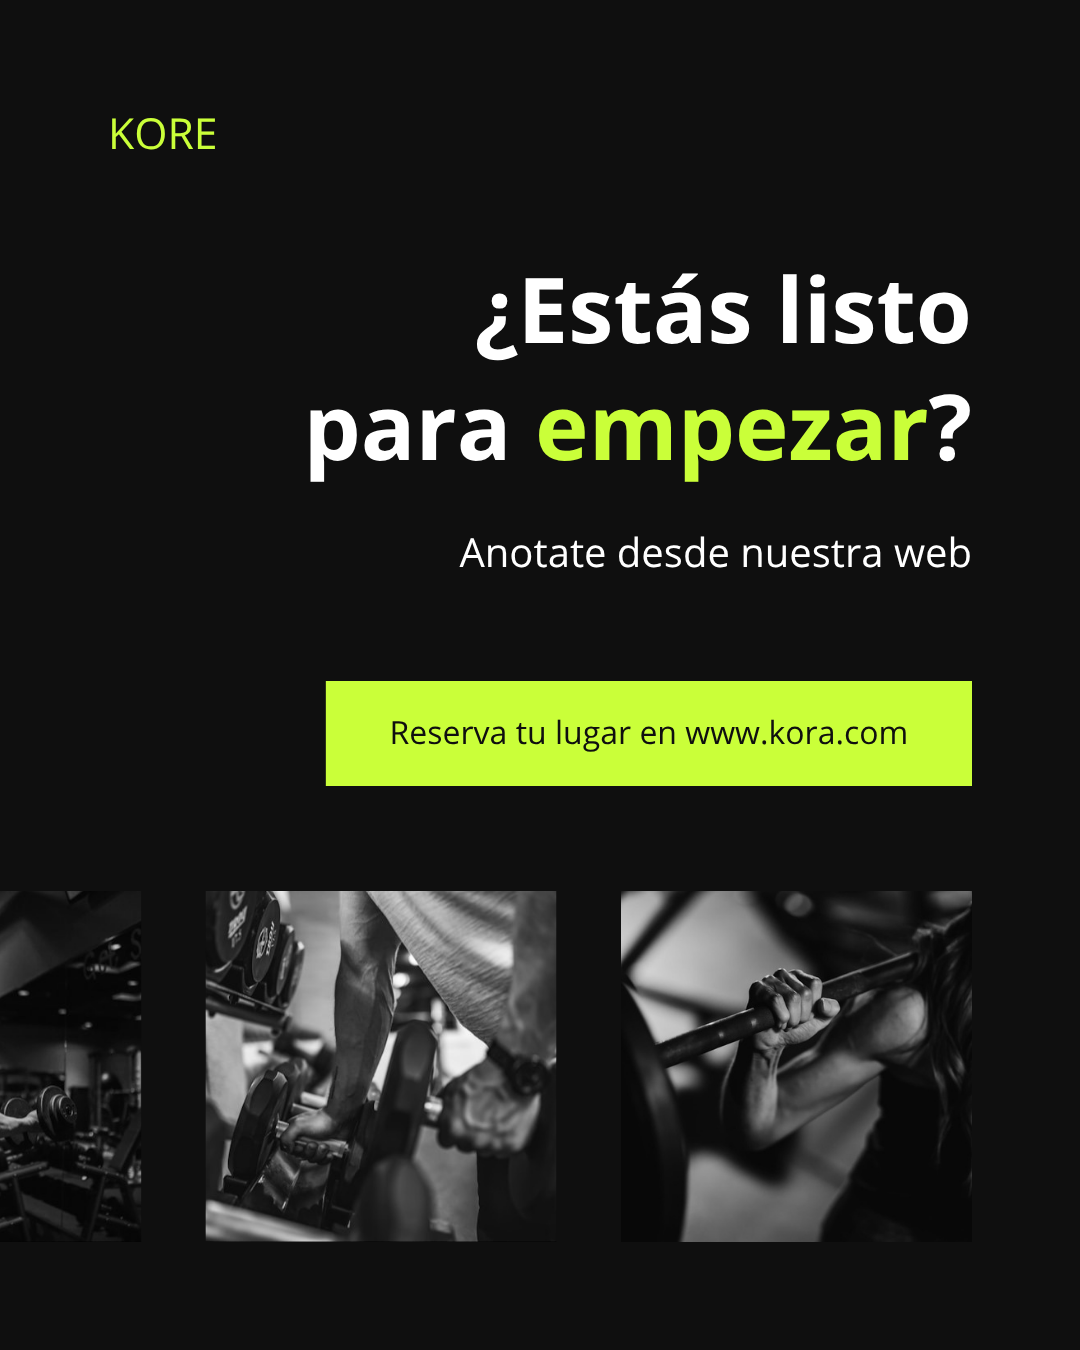 KORE
¿Estás listo
para empezar?
Anotate desde nuestra web
Reserva tu lugar en www.kora.com